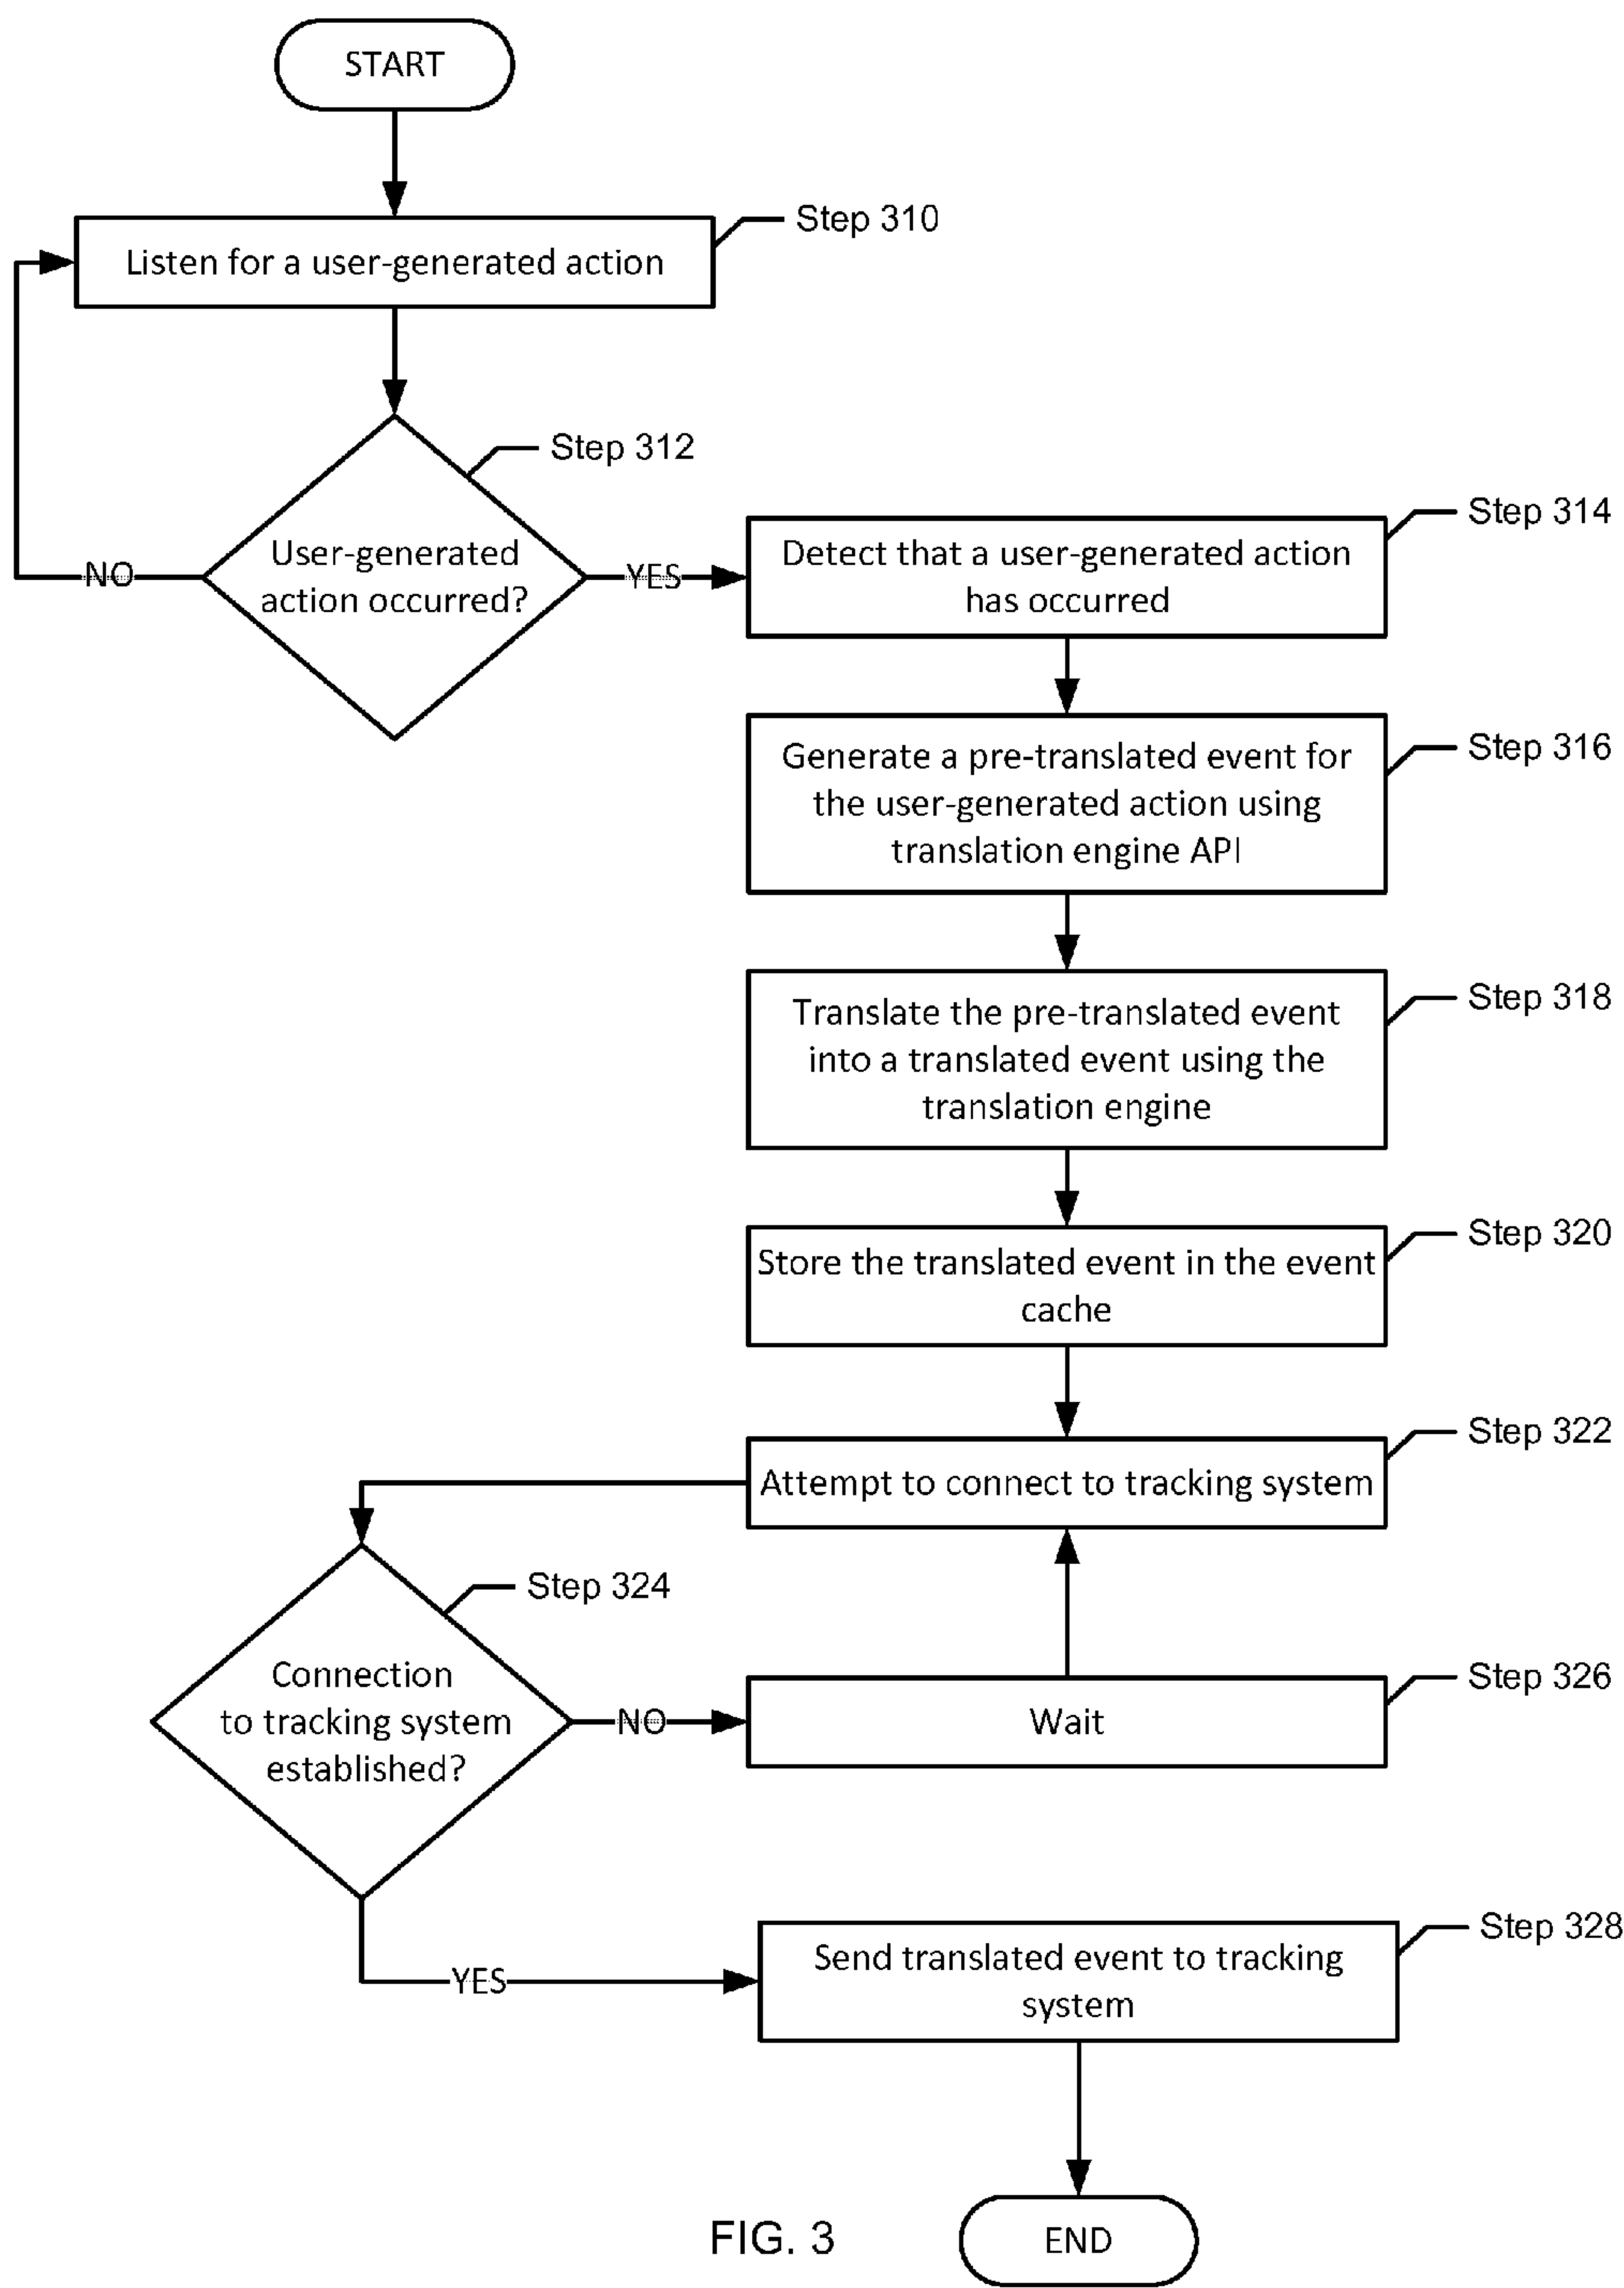 START
Step 310
Listen for a user-generated action
Step 312
User-generated
action occurred?
NO
YES
Step 314
Detect that a user-generated action
has occurred
Step 316
Generate a pre-translated event for
the user-generated action using
translation engine API
Step 318
Translate the pre-translated event
into a translated event using the
translation engine
Step 320
Store the translated event in the event
cache
Step 322
Attempt to connect to tracking system
Step 324
Connection
to tracking system
established?
NO
Step 326
Wait
YES
Step 328
Send translated event to tracking
system
END
FIG. 3